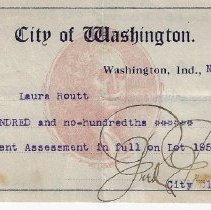 City of Washington.
Washington, Ind., N
Laura Routt
NDRED and no-hundredths ******
ent Assessment in full on Lot 195
City Cl